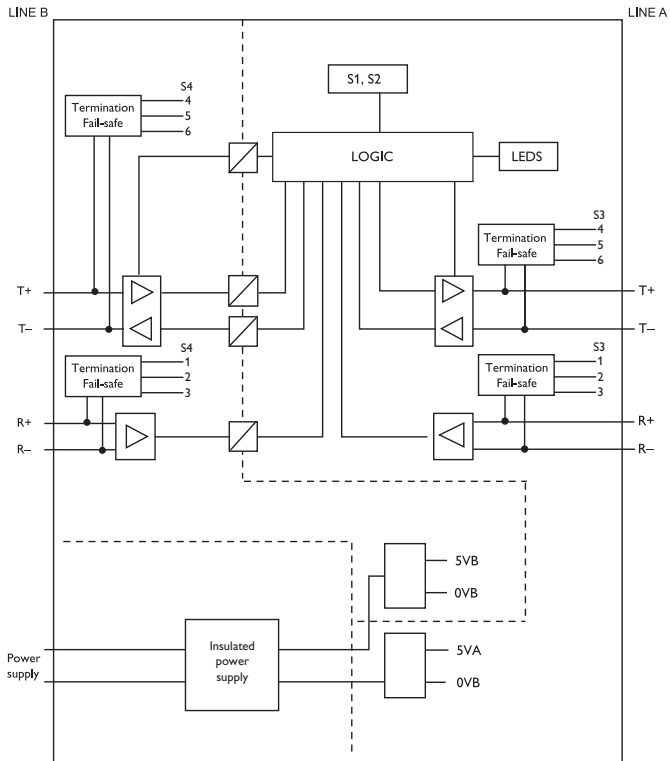 LINE B
LINE A
S1, S2
S4
Termination
Fail-safe
4
5
6
LOGIC
LEDS
S3
Termination
Fail-safe
4
5
6
T+
T–
T+
T–
S4
Termination
Fail-safe
1
2
3
S3
Termination
Fail-safe
1
2
3
R+
R–
R+
R–
5VB
0VB
Power
supply
Insulated
power
supply
5VA
0VB